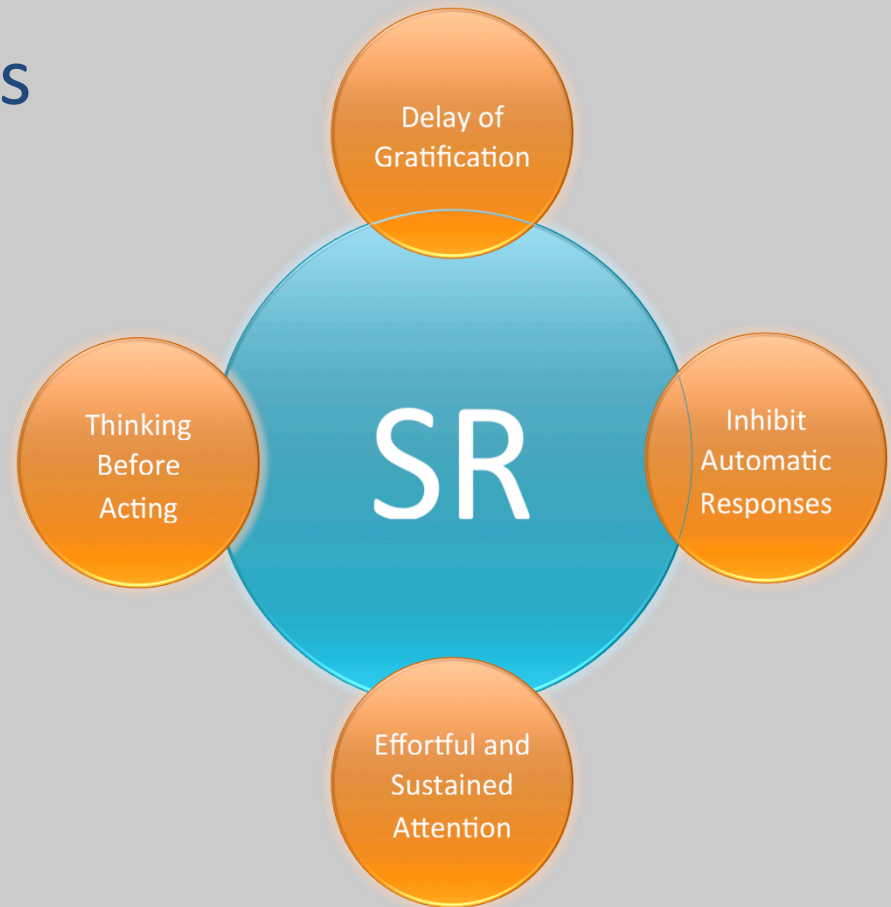 s
Delay of
Gratification
Thinking
Before
Acting
SR
Inhibit
Automatic
Responses
Effortful and
Sustained
Attention